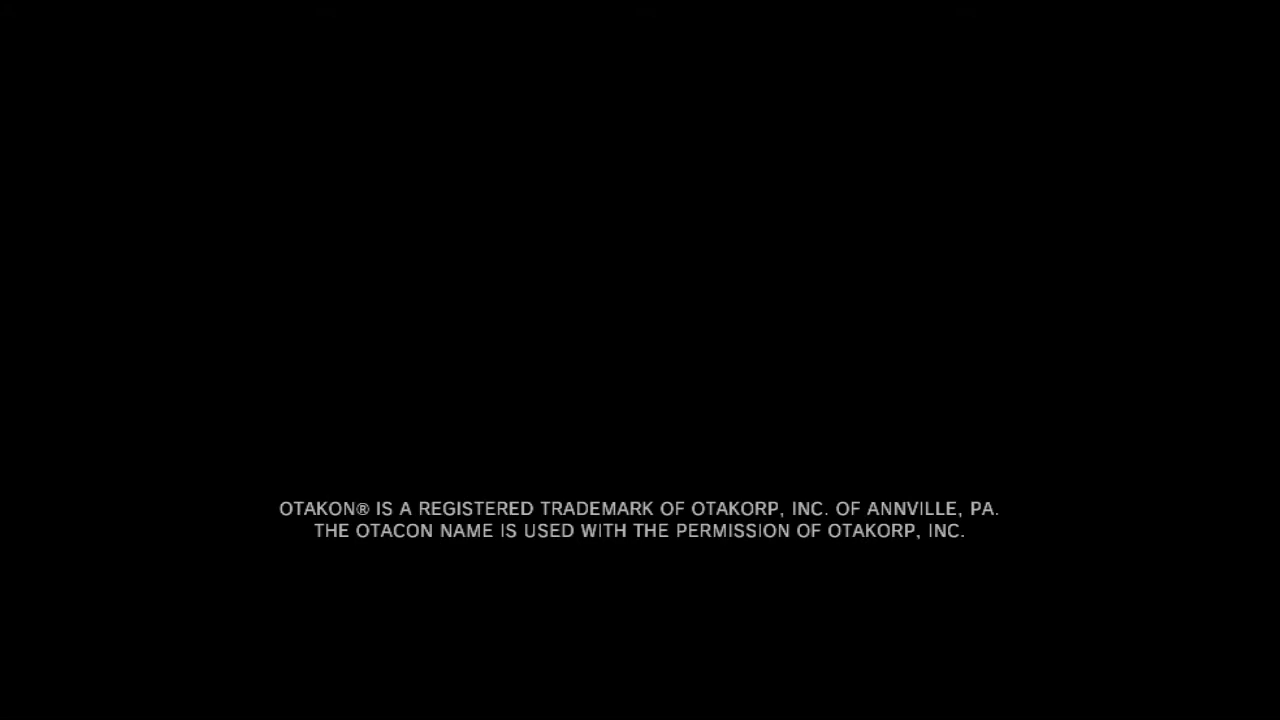 OTAKON® IS A REGISTERED TRADEMARK OF OTAKORP, INC. OF ANNVILLE, PA.
THE OTACON NAME IS USED WITH THE PERMISSION OF OTAKORP, INC.